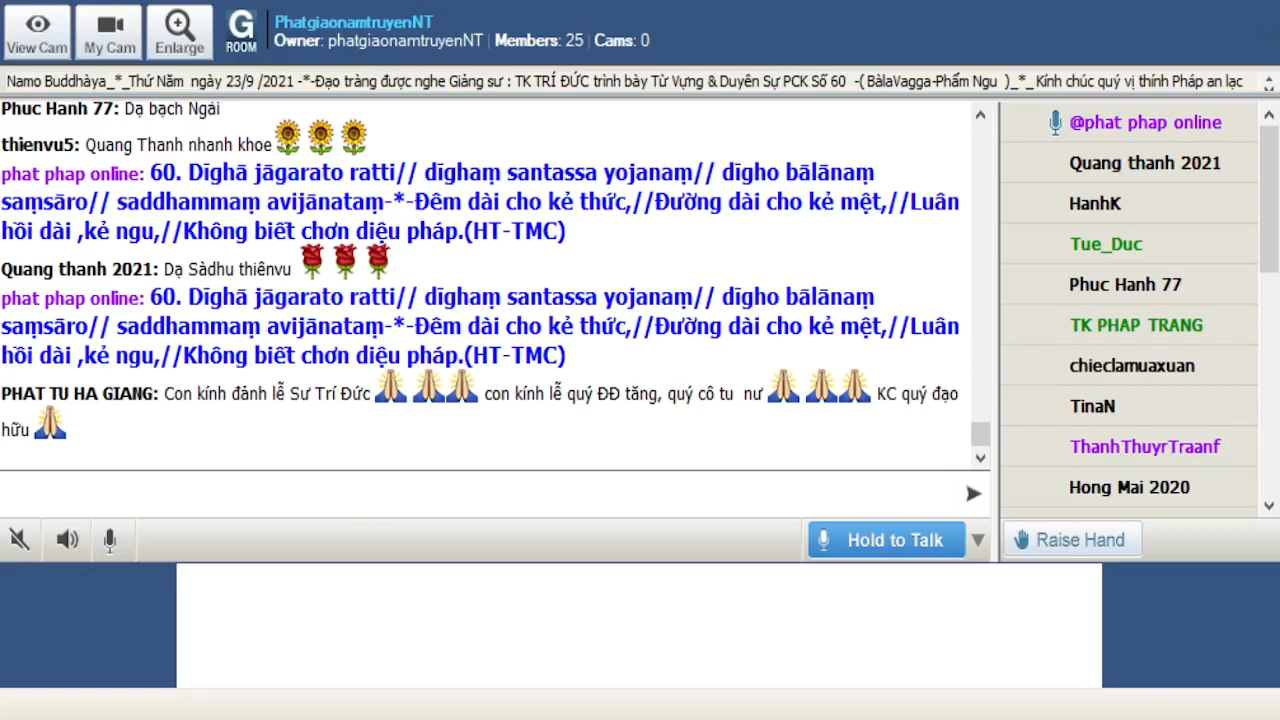 View Cam
My Cam
Enlarge
G
ROOM
PhatgiaonamtruyenNT
Owner: phatgiaonamtruyenNT | Members: 25 | Cams: 0
Namo Buddhàya_*_Thứ Năm ngày 23/9 /2021 -*-Đạo tràng được nghe Giảng sư : TK TRÍ ĐỨC trình bày Từ Vựng & Duyên Sự PCK Số 60 -( BàlaVagga-Phẩm Ngu )_*_ Kính chúc quý vị thính Pháp an lạc
Phuc Hanh 77: Dạ bạch Ngài
thienvu5: Quang Thanh nhanh khoe
phat phap online: 60. Dīghā jāgarato ratti// dīghaṃ santassa yojanaṃ// dīgho bālānaṃ
saṃsāro// saddhammaṃ avijānataṃ-*-Đêm dài cho kẻ thức,//Đường dài cho kẻ mệt,//Luân
hồi dài ,kẻ ngu,//Không biết chơn diệu pháp.(HT-TMC)
Quang thanh 2021: Dạ Sàdhu thiênvu
phat phap online: 60. Dīghā jāgarato ratti// dīghaṃ santassa yojanaṃ// dīgho bālānaṃ
saṃsāro// saddhammaṃ avijānataṃ-*-Đêm dài cho kẻ thức,//Đường dài cho kẻ mệt,//Luân
hồi dài ,kẻ ngu,//Không biết chơn diệu pháp.(HT-TMC)
PHAT TU HA GIANG: Con kính đảnh lễ Sư Trí Đức con kính lễ quý ĐĐ tăng, quý cô tu nư KC quý đạo
hữu
Hold to Talk
@phat phap online
Quang thanh 2021
HanhK
Tue_Duc
Phuc Hanh 77
TK PHAP TRANG
chieclamuaxuan
TinaN
ThanhThuyrTraanf
Hong Mai 2020
Raise Hand